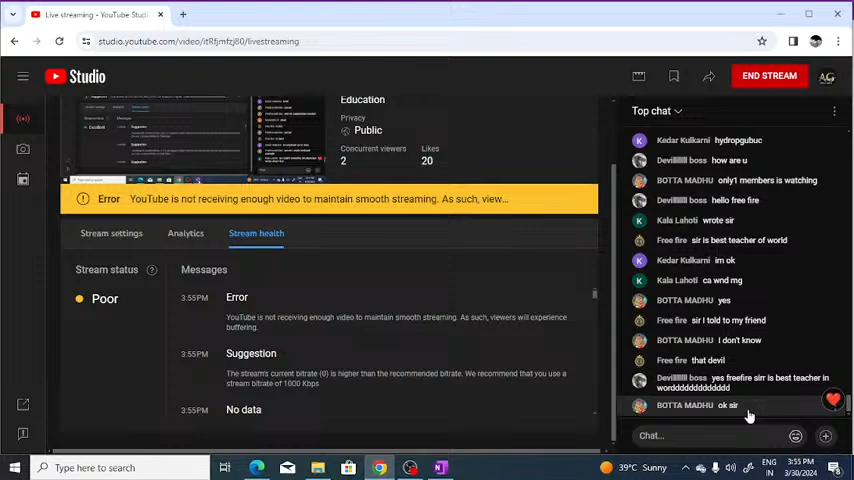 Live streaming - YouTube Studi
studio.youtube.com/video/itRfjmfzj80/livestreaming
Studio
END STREAM
AG
Education
Privacy
Public
Concurrent viewers
Likes
2
20
Top chat
Kedar Kulkarni hydropgubuc
Devilllllll boss how are u
BOTTA MADHU only1 members is watching
Devilllllll boss hello free fire
Kala Lahoti wrote sir
Free fire sir is best teacher of world
Kedar Kulkarni im ok
Kala Lahoti ca wnd mg
BOTTA MADHU yes
Free fire sir I told to my friend
BOTTA MADHU I don't know
Free fire that devil
Devilllllll boss yes freefire sirr is best teacher in
worddddddddddddd
BOTTA MADHU ok sir
Chat...
Error YouTube is not receiving enough video to maintain smooth streaming. As such, view...
Stream settings
Analytics
Stream health
Stream status
Poor
Messages
3:55PM Error
YouTube is not receiving enough video to maintain smooth streaming. As such, viewers will experience
buffering.
3:55PM Suggestion
The stream's current bitrate (0) is higher than the recommended bitrate. We recommend that you use a
stream bitrate of 1000 Kbps
3:55PM No data
Type here to search
39°C Sunny
ENG
IN
3:55 PM
3/30/2024